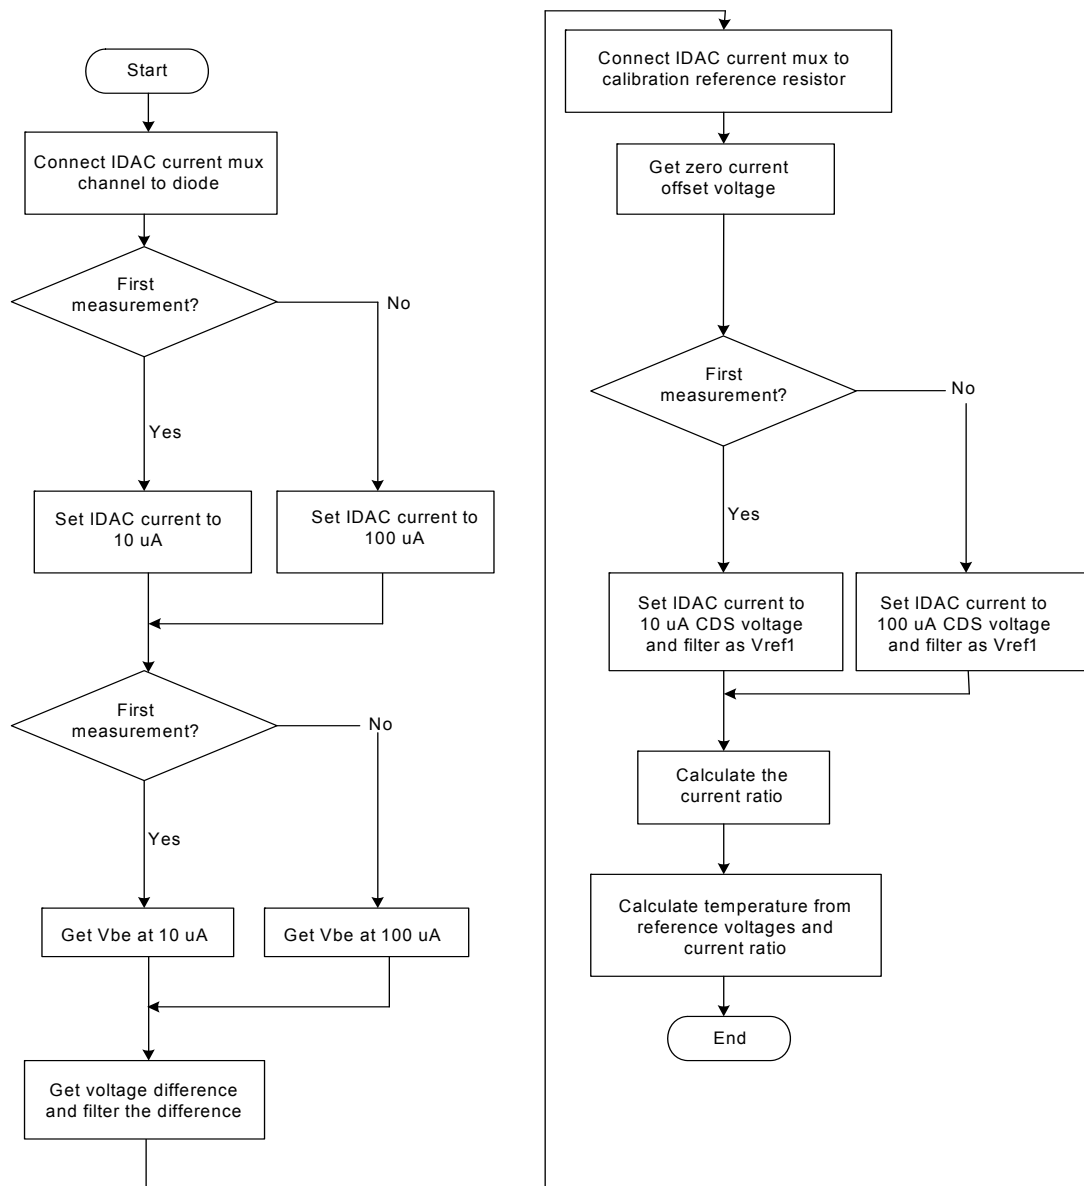 Start
Connect IDAC current mux
channel to diode
First
measurement?
No
Yes
Set IDAC current to
10 uA
Set IDAC current to
100 uA
First
measurement?
No
Yes
Get Vbe at 10 uA
Get Vbe at 100 uA
Get voltage difference
and filter the difference
Connect IDAC current mux to
calibration reference resistor
Get zero current
offset voltage
First
measurement?
No
Yes
Set IDAC current to
10 uA CDS voltage
and filter as Vref1
Set IDAC current to
100 uA CDS voltage
and filter as Vref1
Calculate the
current ratio
Calculate temperature from
reference voltages and
current ratio
End